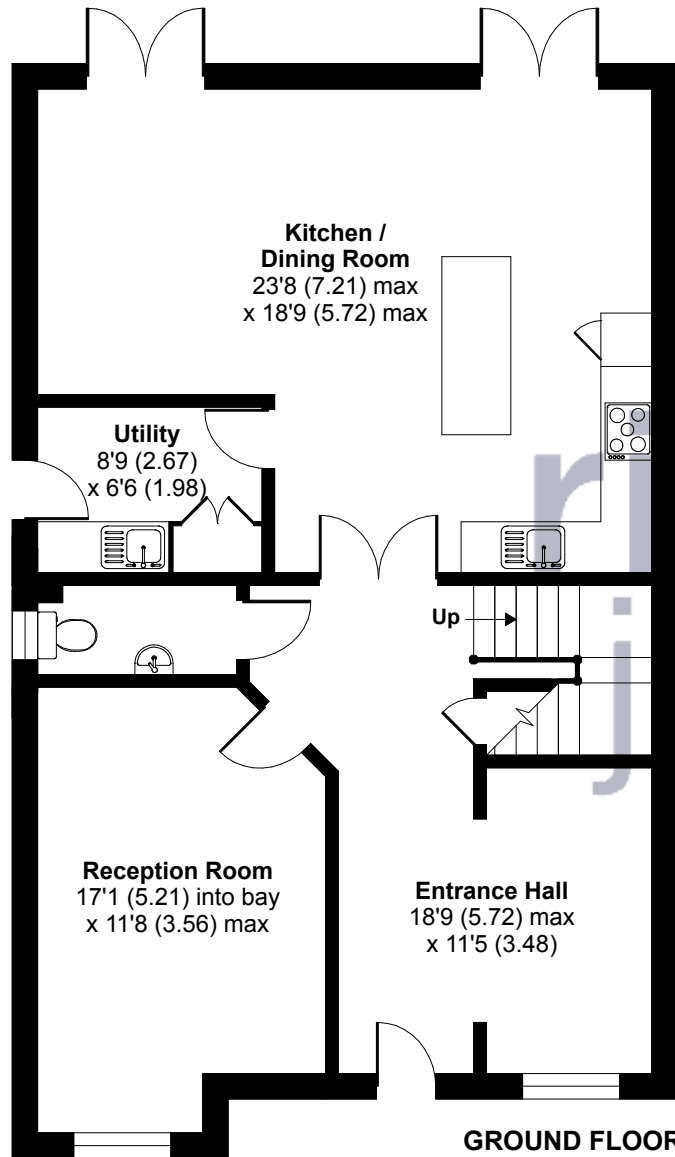 Kitchen /
Dining Room
23'8 (7.21) max
x 18'9 (5.72) max
Utility
8'9 (2.67)
x 6'6 (1.98)
Up
Reception Room
17'1 (5.21) into bay
x 11'8 (3.56) max
Entrance Hall
18'9 (5.72) max
x 11'5 (3.48)
GROUND FLOOR